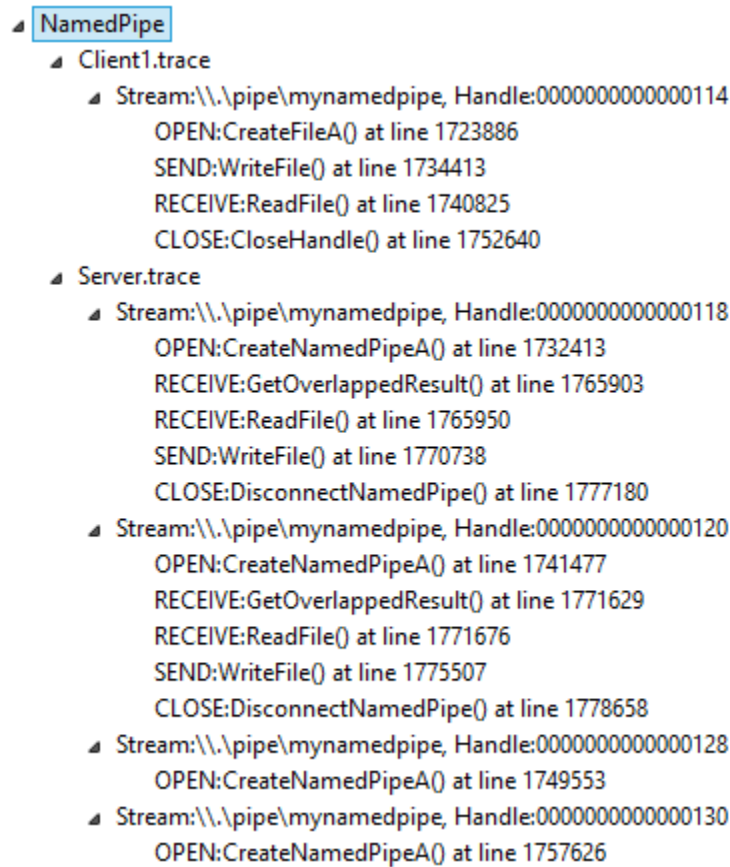 NamedPipe
Client1.trace
Stream:\\.\pipe\mynamedpipe, Handle:0000000000000114
OPEN:CreateFileA() at line 1723886
SEND:WriteFile() at line 1734413
RECEIVE:ReadFile() at line 1740825
CLOSE:CloseHandle() at line 1752640
Server.trace
Stream:\\.\pipe\mynamedpipe, Handle:0000000000000118
OPEN:CreateNamedPipeA() at line 1732413
RECEIVE:GetOverlappedResult() at line 1765903
RECEIVE:ReadFile() at line 1765950
SEND:WriteFile() at line 1770738
CLOSE:DisconnectNamedPipe() at line 1777180
Stream:\\.\pipe\mynamedpipe, Handle:0000000000000120
OPEN:CreateNamedPipeA() at line 1741477
RECEIVE:GetOverlappedResult() at line 1771629
RECEIVE:ReadFile() at line 1771676
SEND:WriteFile() at line 1775507
CLOSE:DisconnectNamedPipe() at line 1778658
Stream:\\.\pipe\mynamedpipe, Handle:0000000000000128
OPEN:CreateNamedPipeA() at line 1749553
Stream:\\.\pipe\mynamedpipe, Handle:0000000000000130
OPEN:CreateNamedPipeA() at line 1757626